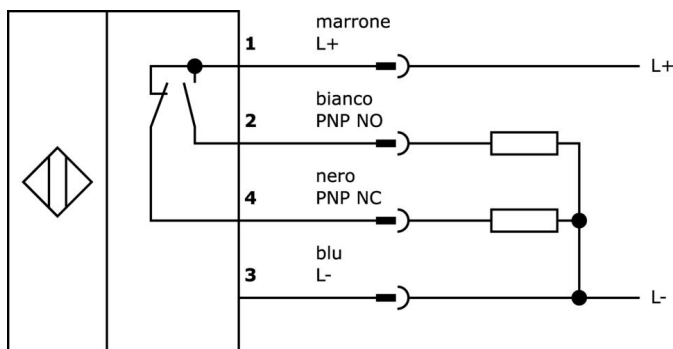 marrone
1 L+ L+
bianco
2 PNP NO
nero
4 PNP NC
blu
3 L- L-